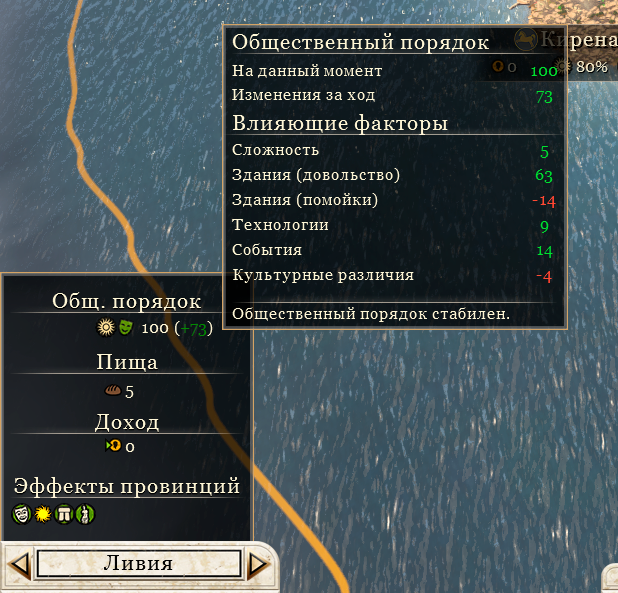 Общественный порядок
На данный момент 100
Изменения за ход 73
Влияющие факторы
Сложность 5
Здания (довольство) 63
Здания (помойки) -14
Технологии 9
События 14
Культурные различия -4
Общественный порядок стабилен.
Кирена
0 80%
Общ. порядок
100 (+73)
Пища
5
Доход
0
Эффекты провинций
Ливия